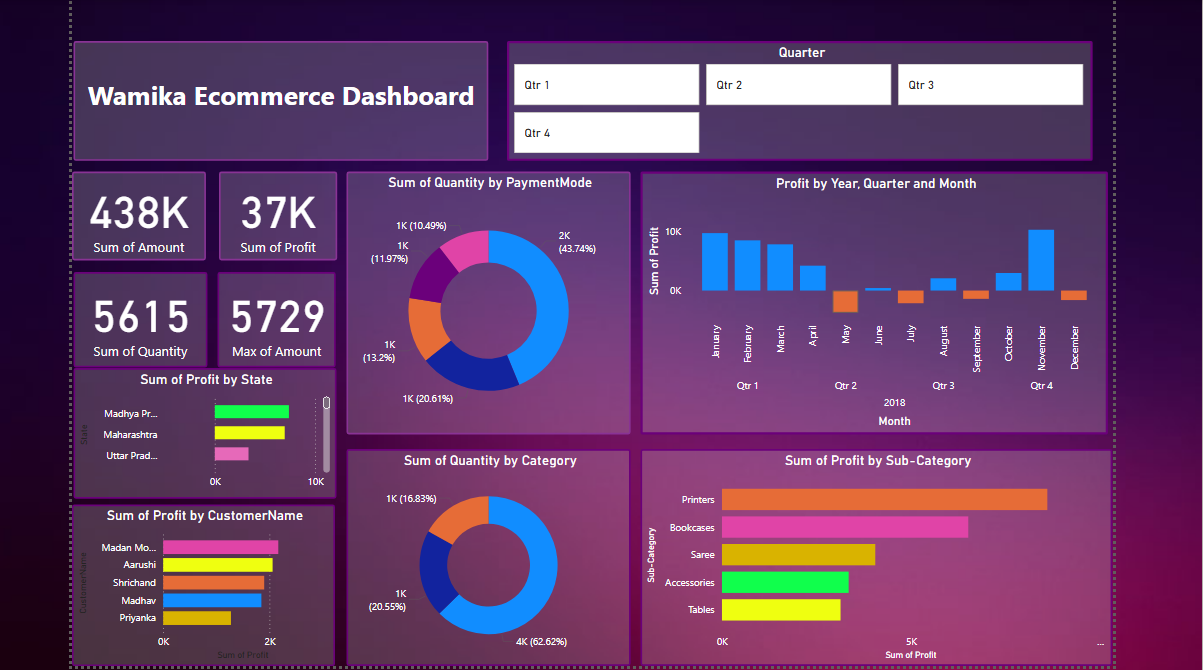 Wamika Ecommerce Dashboard
Quarter
Qtr 1
Qtr 2
Qtr 3
Qtr 4
438K
Sum of Amount
37K
Sum of Profit
5615
Sum of Quantity
5729
Max of Amount
Sum of Quantity by PaymentMode
1K (10.49%)
2K
(43.74%)
1K
(11.97%)
1K
(13.2%)
1K (20.61%)
Profit by Year, Quarter and Month
Sum of Profit
10K
0K
January
February
March
April
May
June
July
August
September
October
November
December
Qtr 1
Qtr 2
Qtr 3
Qtr 4
2018
Month
Sum of Profit by State
State
Madhya Pr...
Maharashtra
Uttar Prad...
0K
10K
Sum of Profit by CustomerName
CustomerName
Madan Mo...
Aarushi
Shrichand
Madhav
Priyanka
0K
2K
Sum of Profit
Sum of Quantity by Category
1K (16.83%)
1K
(20.55%)
4K (62.62%)
Sum of Profit by Sub-Category
Sub-Category
Printers
Bookcases
Saree
Accessories
Tables
0K
5K
...
Sum of Profit